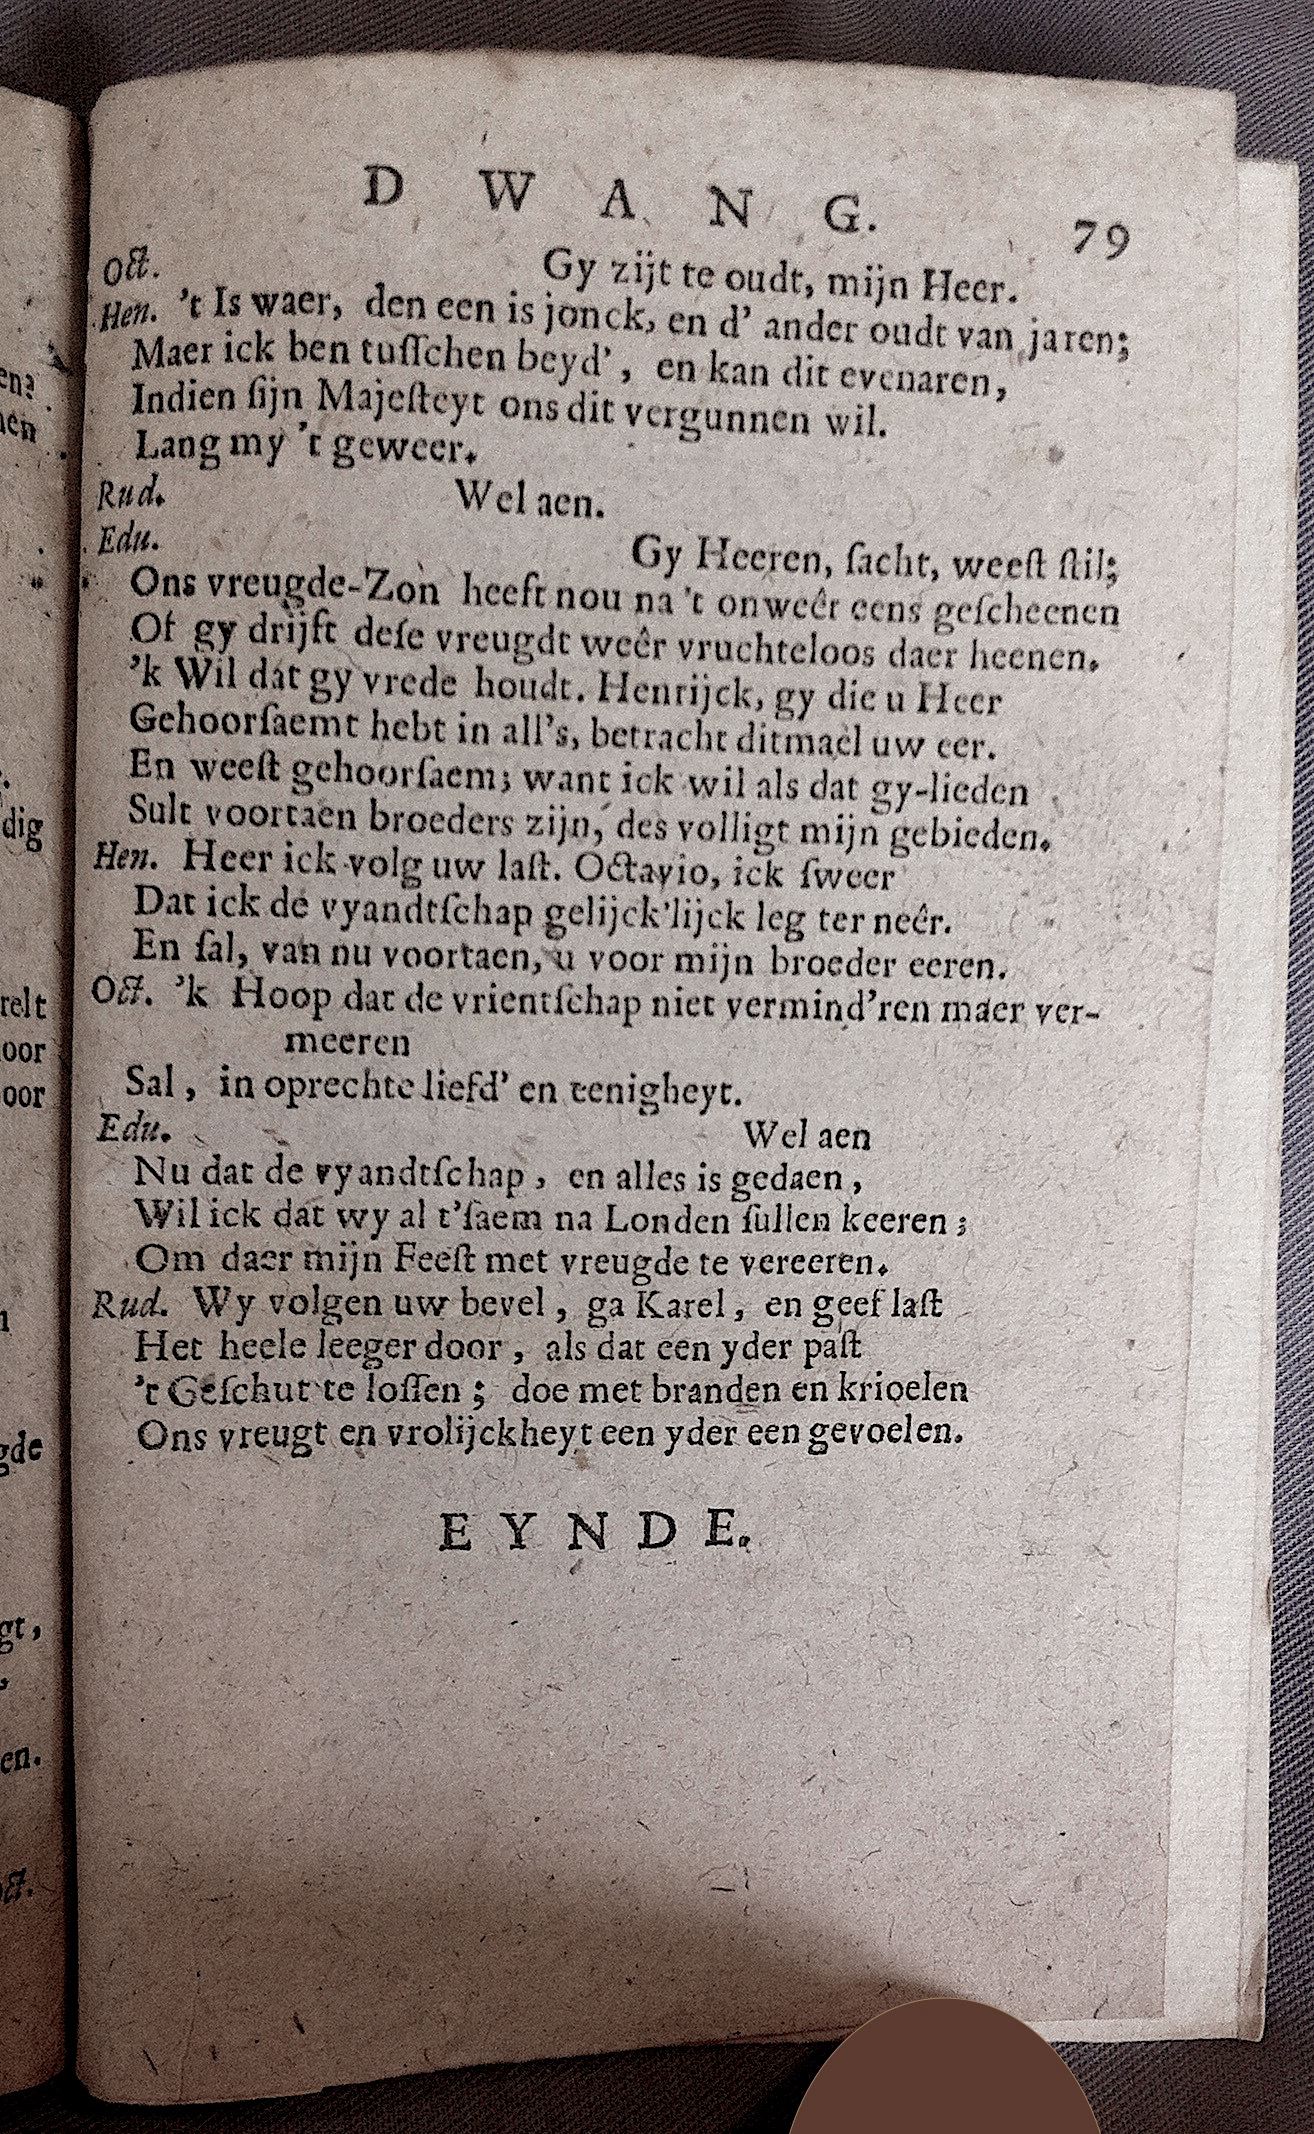 D W A N G. 79
Oct. Gy zijt te oudt, mijn Heer.
Hen. 't Is waer, den een is jonck, en d' ander oudt van jaren;
Maer ick ben tuſſchen beyd', en kan dit evenaren,
Indien ſijn Majeſteyt ons dit vergunnen wil.
Lang my 't geweer.
Rud. Wel aen.
Edu. Gy Heeren, ſacht, weeſt ſtil;
Ons vreugde-Zon heeft nou na 't onweêr eens geſcheenen
Of gy drijft deſe vreugdt weêr vruchteloos daer heenen.
'k Wil dat gy vrede houdt. Henrijck, gy die u Heer
Gehoorſaemt hebt in all's, betracht ditmael uw eer.
En weeſt gehoorſaem; want ick wil als dat gy-lieden
Sult voortaen broeders zijn, des volligt mijn gebieden.
Hen. Heer ick volg uw laſt. Octavio, ick ſweer
Dat ick de vyandtſchap gelijck'lijck leg ter neêr.
En ſal, van nu voortaen, u voor mijn broeder eeren.
Oct. 'k Hoop dat de vrientſchap niet vermind'ren maer ver-
meeren
Sal, in oprechte liefd' en eenigheyt.
Edu. Wel aen
Nu dat de vyandtſchap, en alles is gedaen,
Wil ick dat wy al t'ſaem na Londen ſullen keeren;
Om daer mijn Feeſt met vreugde te vereeren.
Rud. Wy volgen uw bevel, ga Karel, en geef laſt
Het heele leeger door, als dat een yder paſt
't Geſchut te loſſen; doe met branden en krioelen
Ons vreugt en vrolijckheyt een yder een gevoelen.
E Y N D E.